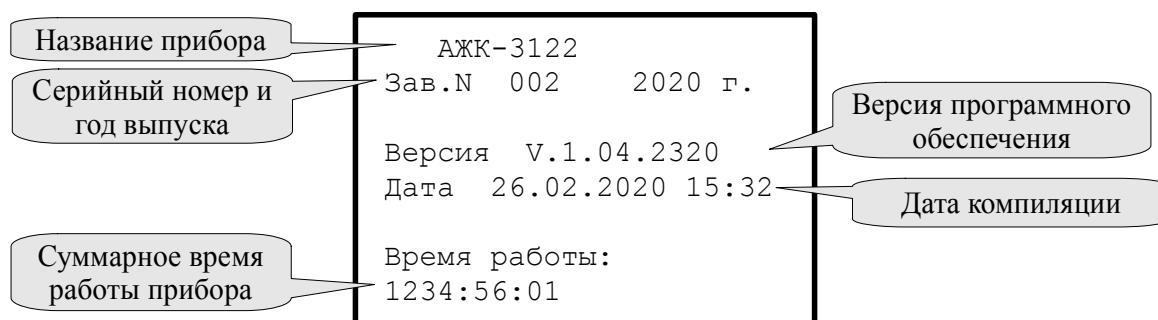 Название прибора
АЖК-3122
Серийный номер и
год выпуска
Зав.N 002 2020 г.
Версия программного
обеспечения
Версия V.1.04.2320
Дата 26.02.2020 15:32
Дата компиляции
Суммарное время
работы прибора
Время работы:
1234:56:01